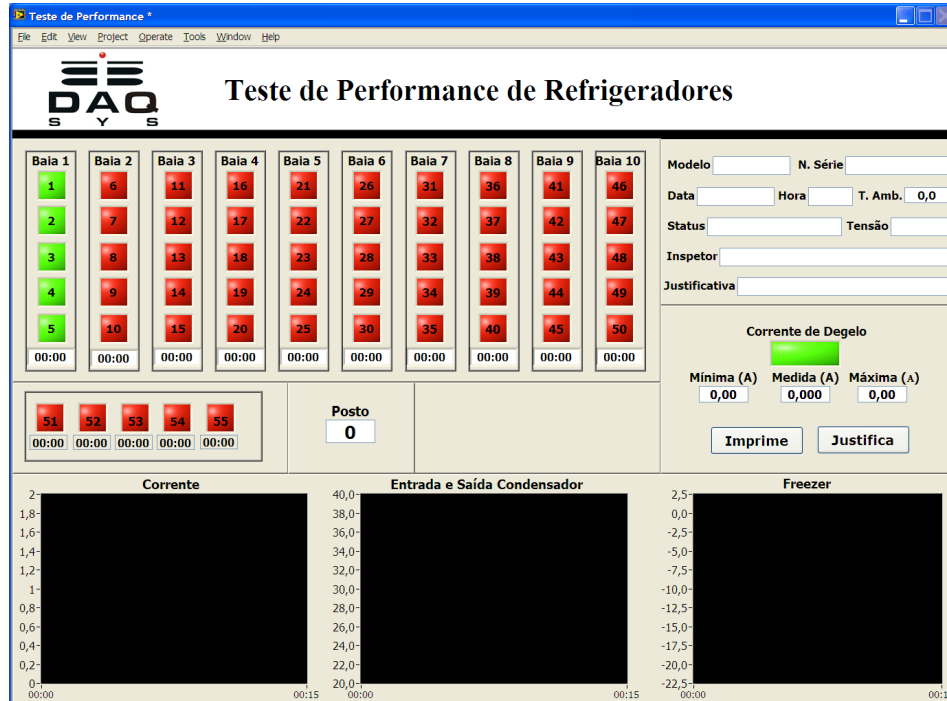 Teste de Performance *
File Edit View Project Operate Tools Window Help
DAQ
S Y S
Teste de Performance de Refrigeradores
Baia 1 Baia 2 Baia 3 Baia 4 Baia 5 Baia 6 Baia 7 Baia 8 Baia 9 Baia 10
1 6 11 16 21 26 31 36 41 46
2 7 12 17 22 27 32 37 42 47
3 8 13 18 23 28 33 38 43 48
4 9 14 19 24 29 34 39 44 49
5 10 15 20 25 30 35 40 45 50
00:00 00:00 00:00 00:00 00:00 00:00 00:00 00:00 00:00 00:00
Modelo N. Série
Data Hora T. Amb. 0,0
Status Tensão
Inspetor
Justificativa
Corrente de Degelo
Mínima (A) Medida (A) Máxima (A)
0,00 0,000 0,00
Imprime Justifica
51 52 53 54 55
00:00 00:00 00:00 00:00 00:00
Posto
0
Corrente
2
1,8
1,6
1,4
1,2
1
0,8
0,6
0,4
0,2
0
00:00 00:15
Entrada e Saída Condensador
40,0
38,0
36,0
34,0
32,0
30,0
28,0
26,0
24,0
22,0
20,0
00:00 00:15
Freezer
2,5
0,0
-2,5
-5,0
-7,5
-10,0
-12,5
-15,0
-17,5
-20,0
-22,5
00:00